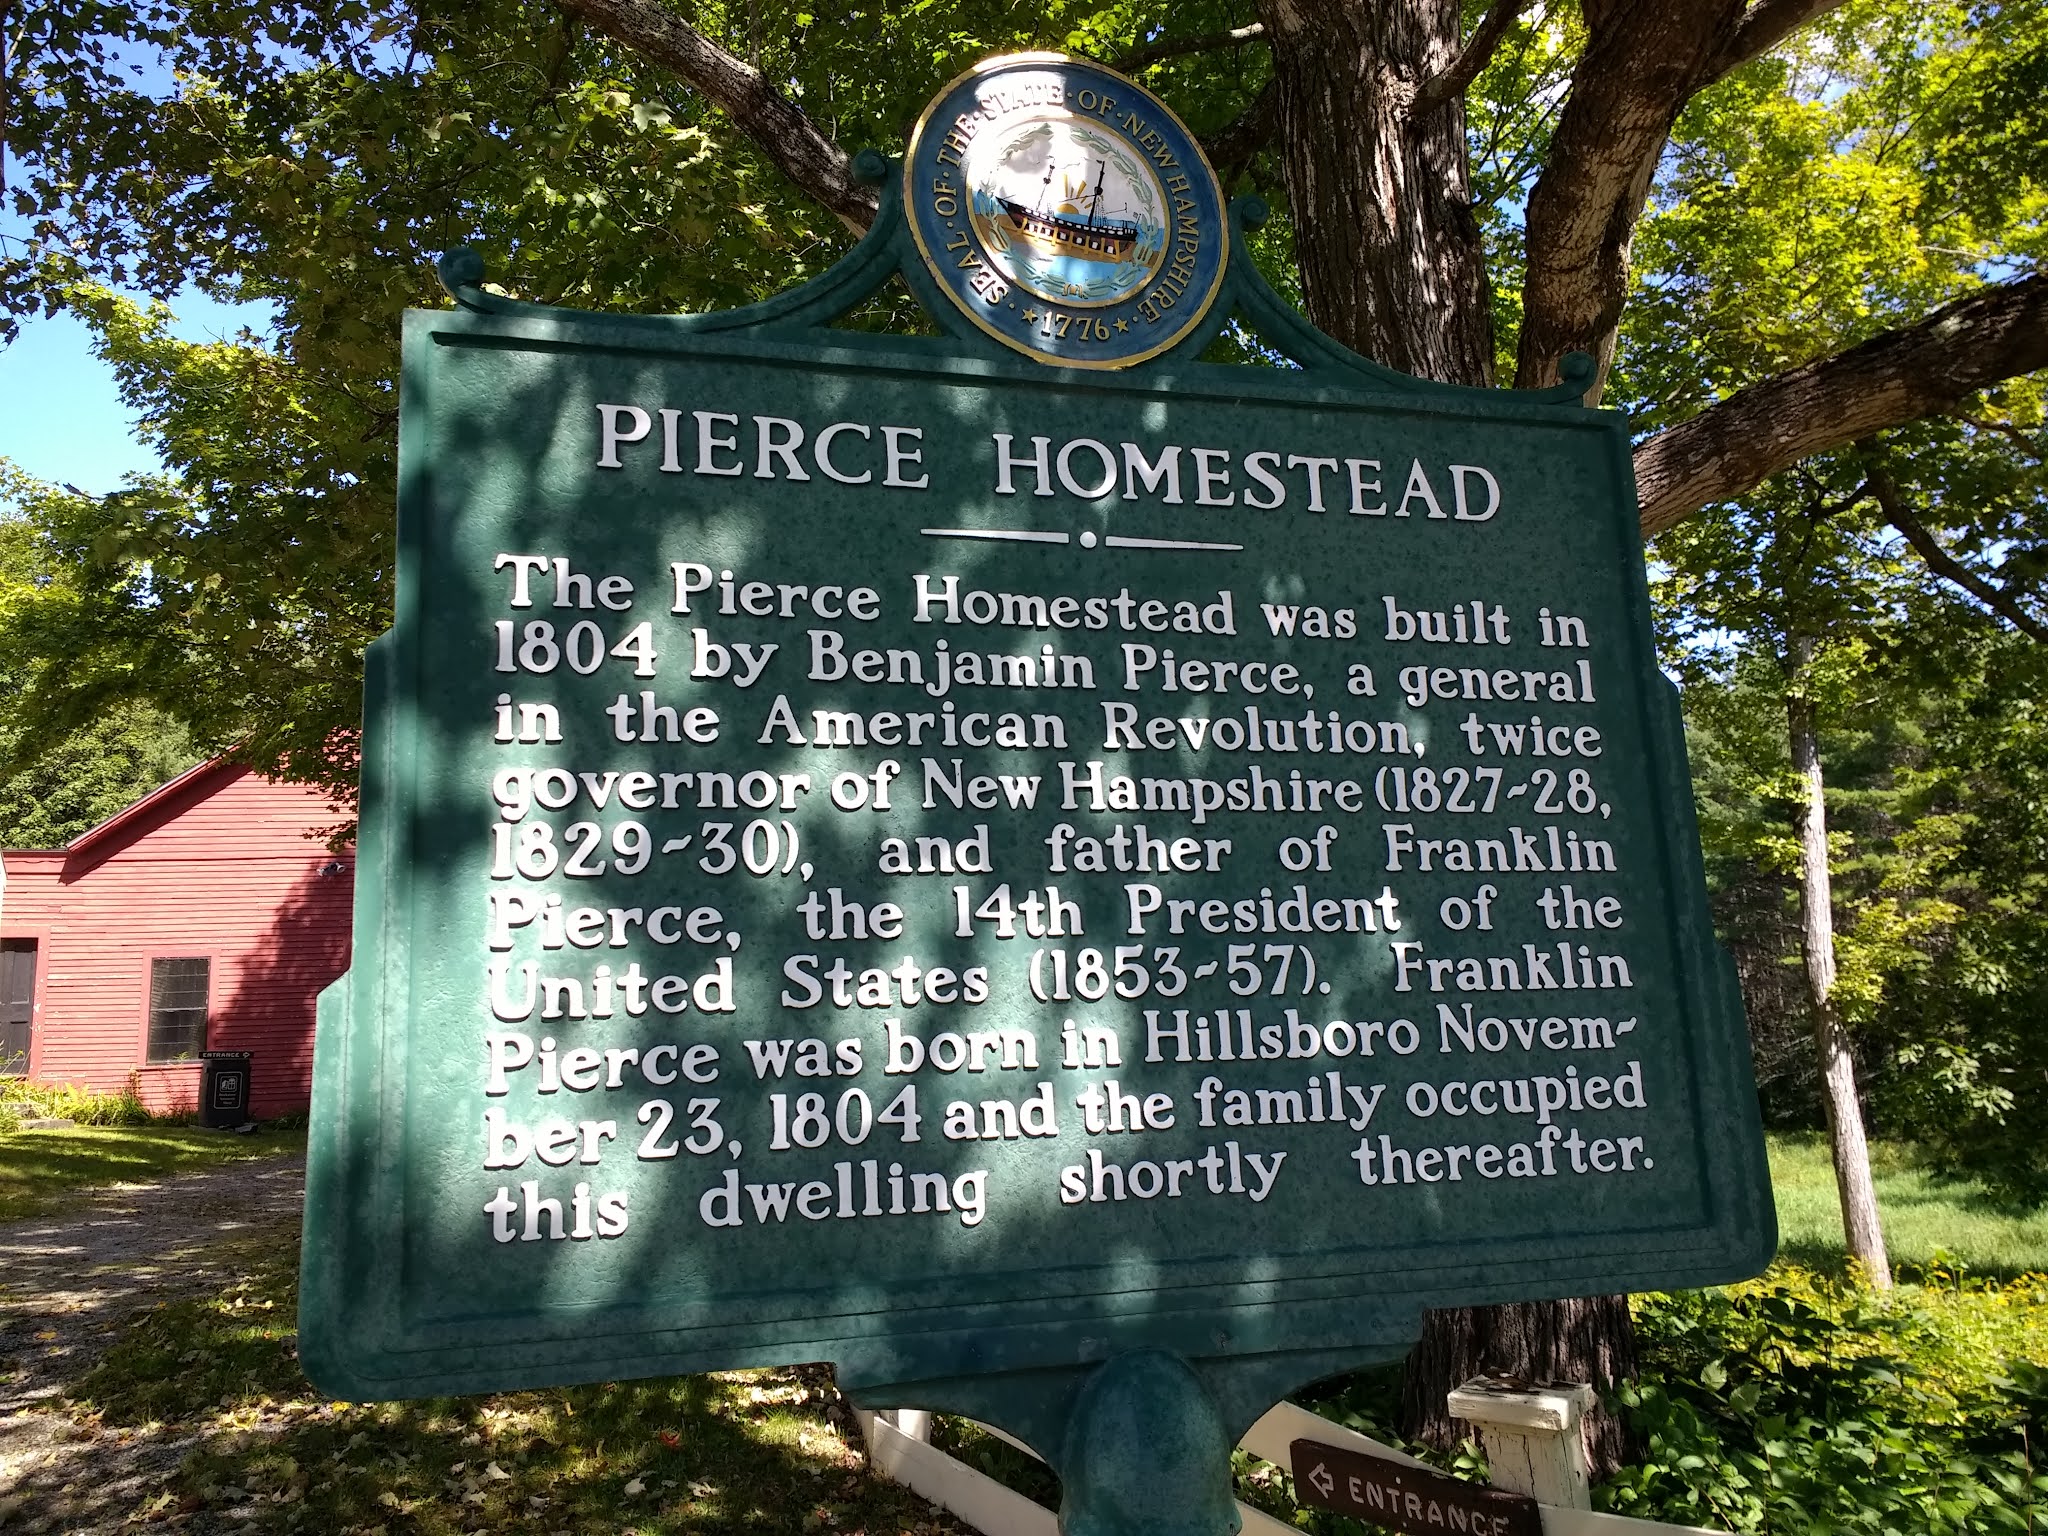 SEAL · OF · THE · STATE · OF · NEW HAMPSHIRE ·
★ 1776 ★
PIERCE HOMESTEAD
The Pierce Homestead was built in
1804 by Benjamin Pierce, a general
in the American Revolution, twice
governor of New Hampshire (1827-28,
1829-30), and father of Franklin
Pierce, the 14th President of the
United States (1853-57). Franklin
Pierce was born in Hillsboro Novem-
ber 23, 1804 and the family occupied
this dwelling shortly thereafter.
ENTRANCE
ENTRANCE